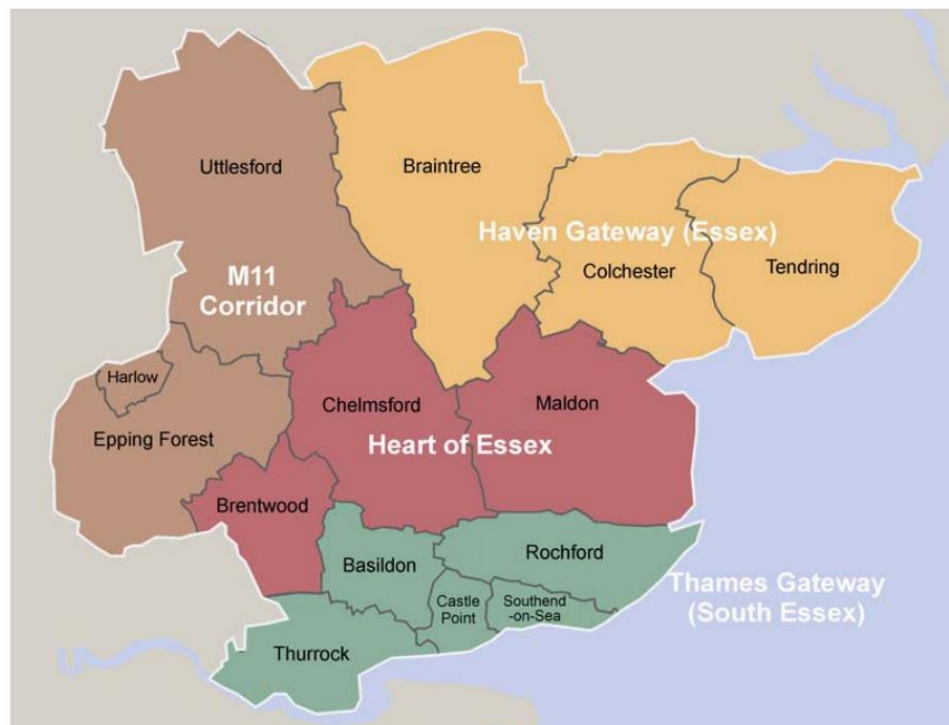 Uttlesford
Braintree
Haven Gateway (Essex)
Colchester
Tendring
M11
Corridor
Harlow
Epping Forest
Chelmsford
Maldon
Heart of Essex
Brentwood
Basildon
Rochford
Thames Gateway
(South Essex)
Castle
Point
Southend
-on-Sea
Thurrock